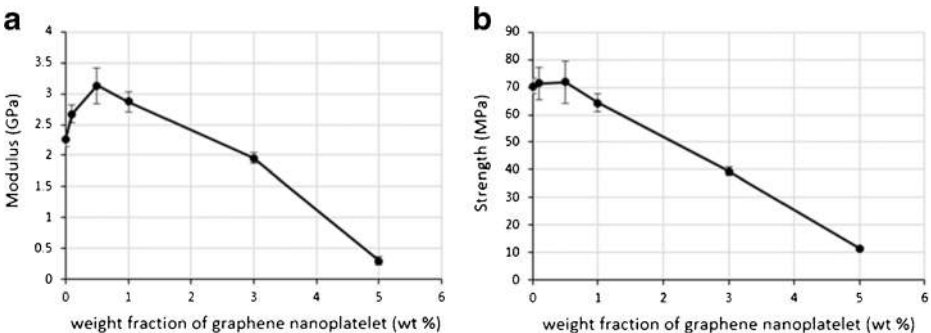 a
Modulus (GPa)
4
3.5
3
2.5
2
1.5
1
0.5
0
0 1 2 3 4 5 6
weight fraction of graphene nanoplatelet (wt %)
b
Strength (MPa)
90
80
70
60
50
40
30
20
10
0
0 1 2 3 4 5 6
weight fraction of graphene nanoplatelet (wt %)